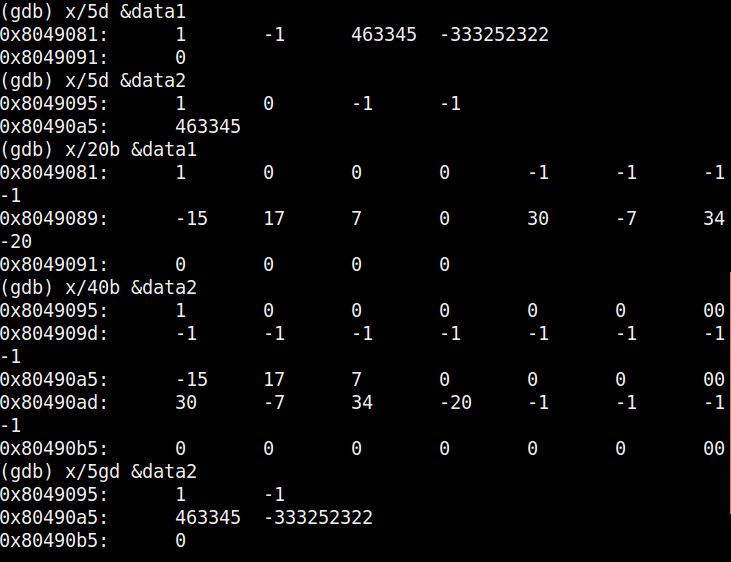 (gdb) x/5d &data1
0x8049081:      1       -1      463345  -333252322
0x8049091:      0
(gdb) x/5d &data2
0x8049095:      1       0       -1      -1
0x80490a5:      463345
(gdb) x/20b &data1
0x8049081:      1       0       0       0       -1      -1      -1
-1
0x8049089:      -15     17      7       0       30      -7      34
-20
0x8049091:      0       0       0       0
(gdb) x/40b &data2
0x8049095:      1       0       0       0       0       0       00
0x804909d:      -1      -1      -1      -1      -1      -1      -1
-1
0x80490a5:      -15     17      7       0       0       0       00
0x80490ad:      30      -7      34      -20     -1      -1      -1
-1
0x80490b5:      0       0       0       0       0       0       00
(gdb) x/5gd &data2
0x8049095:      1       -1
0x80490a5:      463345  -333252322
0x80490b5:      0